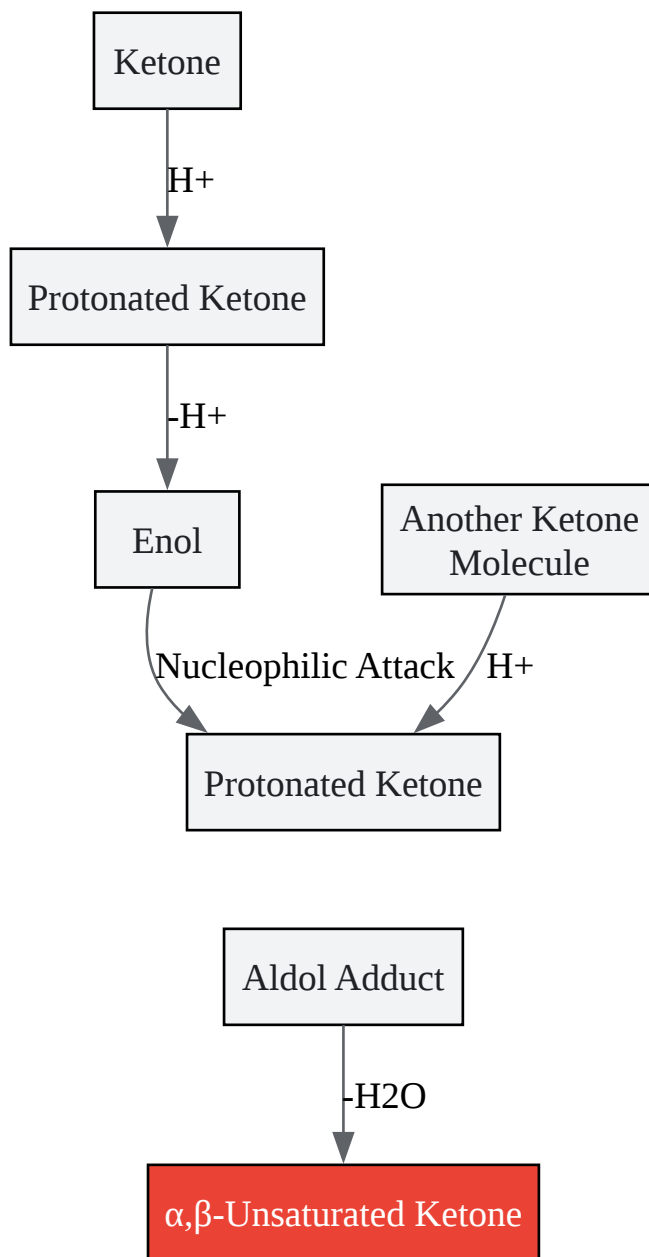 Ketone
H+
Protonated Ketone
-H+
Enol
Another Ketone
Molecule
Nucleophilic Attack
H+
Protonated Ketone
Aldol Adduct
-H2O
α,β-Unsaturated Ketone